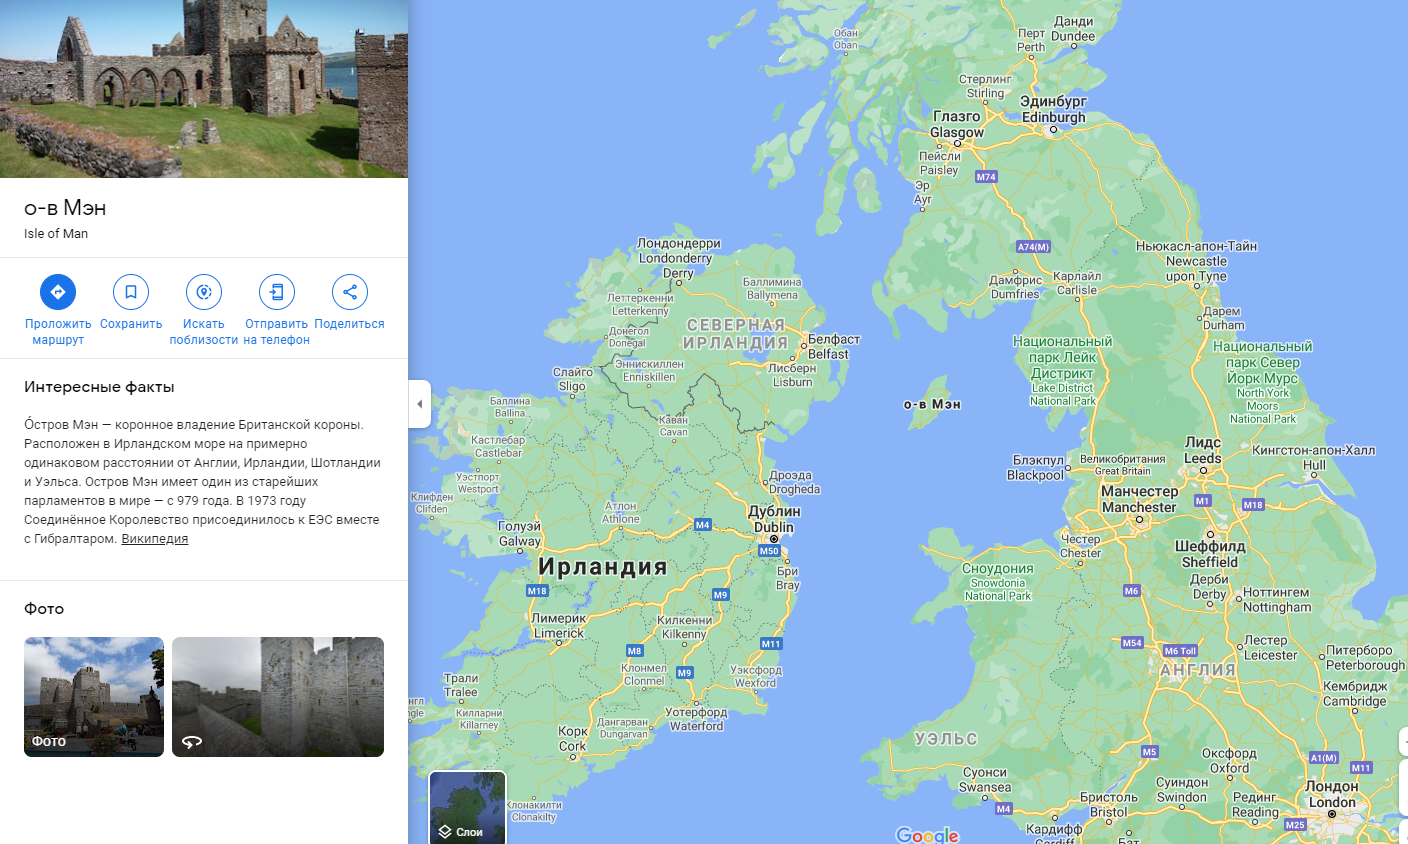 о-в Мэн
Isle of Man
Проложить
маршрут
Сохранить
Искать
поблизости
Отправить
на телефон
Поделиться
Интересные факты
О́стров Мэн — коронное владение Британской короны.
Расположен в Ирландском море на примерно
одинаковом расстоянии от Англии, Ирландии, Шотландии
и Уэльса. Остров Мэн имеет один из старейших
парламентов в мире — с 979 года. В 1973 году
Соединённое Королевство присоединилось к ЕЭС вместе
с Гибралтаром. Википедия
Фото
Фото
Обан
Oban
Данди
Dundee
Перт
Perth
Стерлинг
Stirling
Эдинбург
Edinburgh
Глазго
Glasgow
Пейсли
Paisley
M74
Эр
Ayr
Лондондерри
Londonderry
Derry
A74(M)
Ньюкасл-апон-Тайн
Newcastle
upon Tyne
Дамфрис
Dumfries
Карлайл
Carlisle
Баллимина
Ballymena
Леттеркенни
Letterkenny
Дарем
Durham
СЕВЕРНАЯ
ИРЛАНДИЯ
Донегол
Donegal
Белфаст
Belfast
Национальный
парк Лейк
Дистрикт
Lake District
National Park
Национальный
парк Север
Йорк Мурс
North York
Moors
National Park
Эннискиллен
Enniskillen
Лисберн
Lisburn
Слайго
Sligo
о-в Мэн
Баллина
Ballina
Каван
Cavan
Каслтебар
Castlebar
Лидс
Leeds
Кингстон-апон-Халл
Hull
Блэкпул
Blackpool
Великобритания
Great Britain
Уэстпорт
Westport
Дроэда
Drogheda
Манчестер
Manchester
M1
M18
Клифден
Clifden
Атлон
Athlone
Дублин
Dublin
M4
Голуэй
Galway
M50
Честер
Chester
Шеффилд
Sheffield
Ирландия
Бри
Bray
Сноудония
Snowdonia
National Park
Дерби
Derby
M18
M9
M6
Ноттингем
Nottingham
Лимерик
Limerick
Килкенни
Kilkenny
M11
M54
M6 Toll
Лестер
Leicester
M8
Питерборо
Peterborough
Клонмел
Clonmel
M9
Уэксфорд
Wexford
АНГЛИЯ
Трали
Tralee
Кембридж
Cambridge
Килларни
Killarney
Дангарван
Dungarvan
Уотерфорд
Waterford
Корк
Cork
УЭЛЬС
M5
Оксфорд
Oxford
A1(M)
M11
Суонси
Swansea
Суиндон
Swindon
Лондон
London
Клонакилти
Clonakilty
Слои
M4
Бристоль
Bristol
Рединг
Reading
M25
Кардифф
Cardiff
Бат
Google